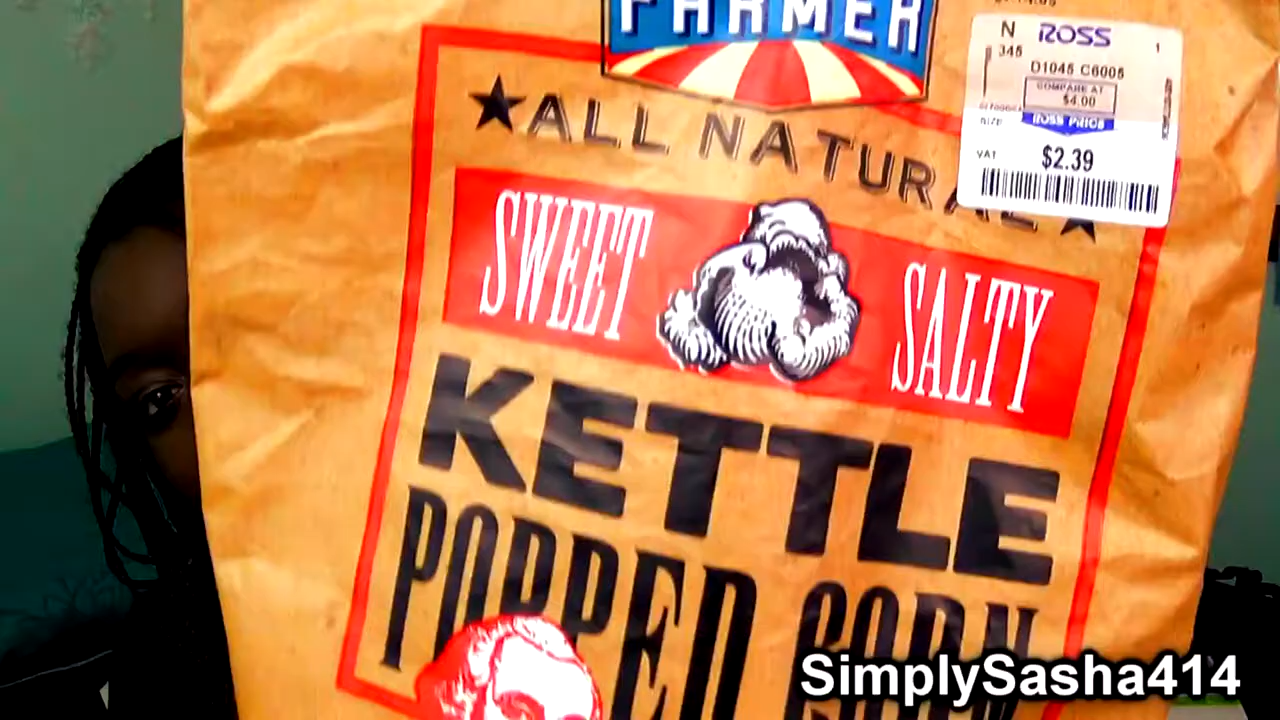 FARMER
ALL NATURAL
SWEET SALTY
KETTLE
POPPED CORN
N ROSS 1
345
D1045 C6005
COMPARE AT
$4.00
SIZE ROSS PRICE
VAT $2.39
SimplySasha414